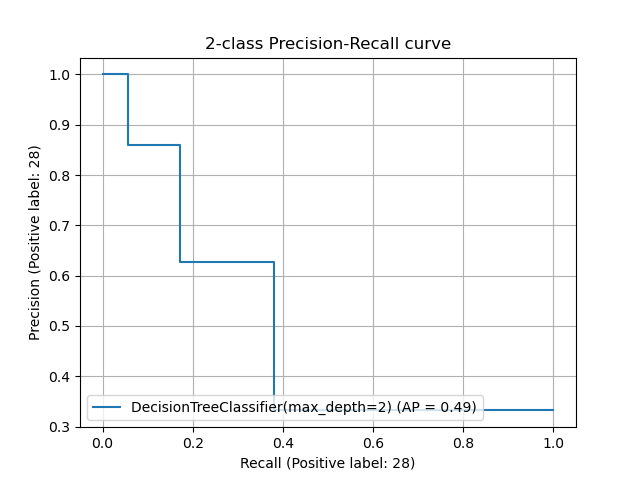 2-class Precision-Recall curve
1.0
0.9
0.8
0.7
0.6
0.5
0.4
0.3
Precision (Positive label: 28)
DecisionTreeClassifier(max_depth=2) (AP = 0.49)
0.0 0.2 0.4 0.6 0.8 1.0
Recall (Positive label: 28)